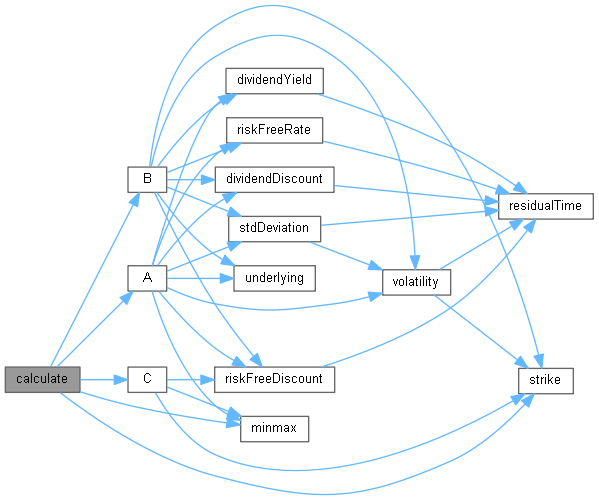 calculate
B
A
C
dividendYield
riskFreeRate
dividendDiscount
stdDeviation
underlying
riskFreeDiscount
minmax
volatility
residualTime
strike